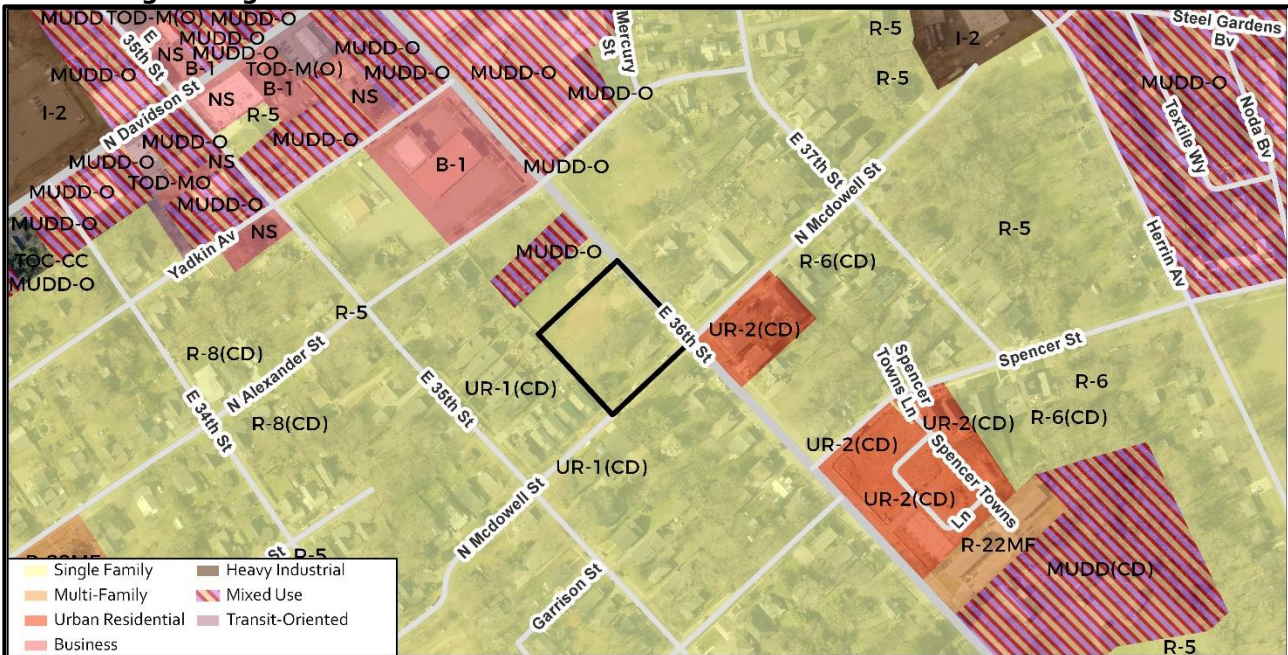 MUDD
TOD-M(O)
MUDD-O
E 35th St
NS
MUDD-O
B-1
TOD-M(O)
MUDD-O
MUDD-O
MUDD-O
MUDD-O
MUDD-O
Mercury St
R-5
I-2
Steel Gardens Bv
I-2
N Davidson St
NS
B-1
NS
R-5
MUDD-O
R-5
MUDD-O
Textile Wy
Noda Bv
MUDD-O
MUDD-O
NS
TOD-MO
MUDD-O
MUDD-O
B-1
MUDD-O
E 37th St
N Mcdowell St
MUDD-O
NS
Yadkin Av
TOC-CC
MUDD-O
MUDD-O
R-5
Herrin Av
R-6(CD)
R-5
E 36th St
UR-2(CD)
R-8(CD)
N Alexander St
UR-1(CD)
E 35th St
Spencer St
Spencer Towns Ln
R-6
R-6(CD)
E 34th St
R-8(CD)
UR-2(CD)
UR-2(CD)
UR-1(CD)
Spencer Towns Ln
UR-2(CD)
N Mcdowell St
R-22MF
MUDD(CD)
St
R-5
Garrison St
R-5
Single Family
Multi-Family
Urban Residential
Business
Heavy Industrial
Mixed Use
Transit-Oriented